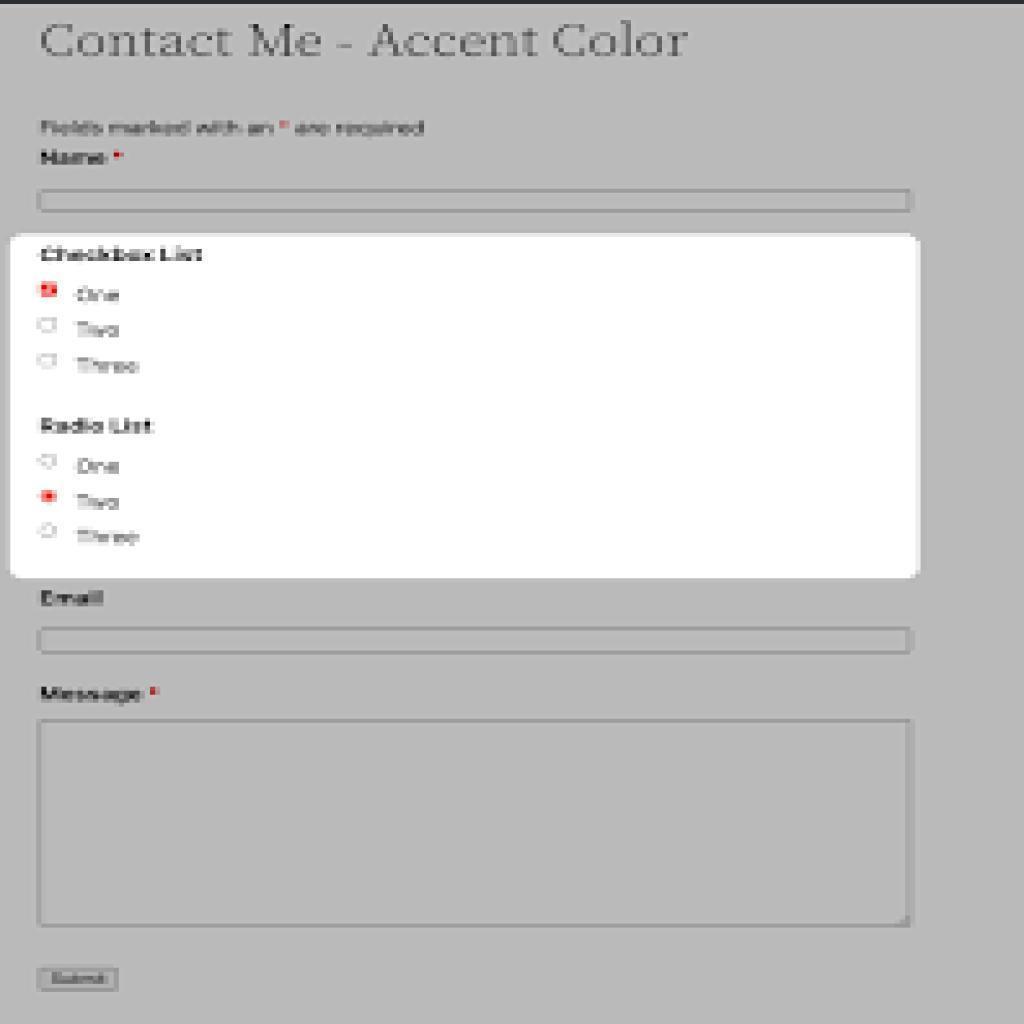 Contact Me - Accent Color
Fields marked with an * are required
Name *
Checkbox List
One
Two
Three
Radio List
One
Two
Three
Email
Message *
Submit